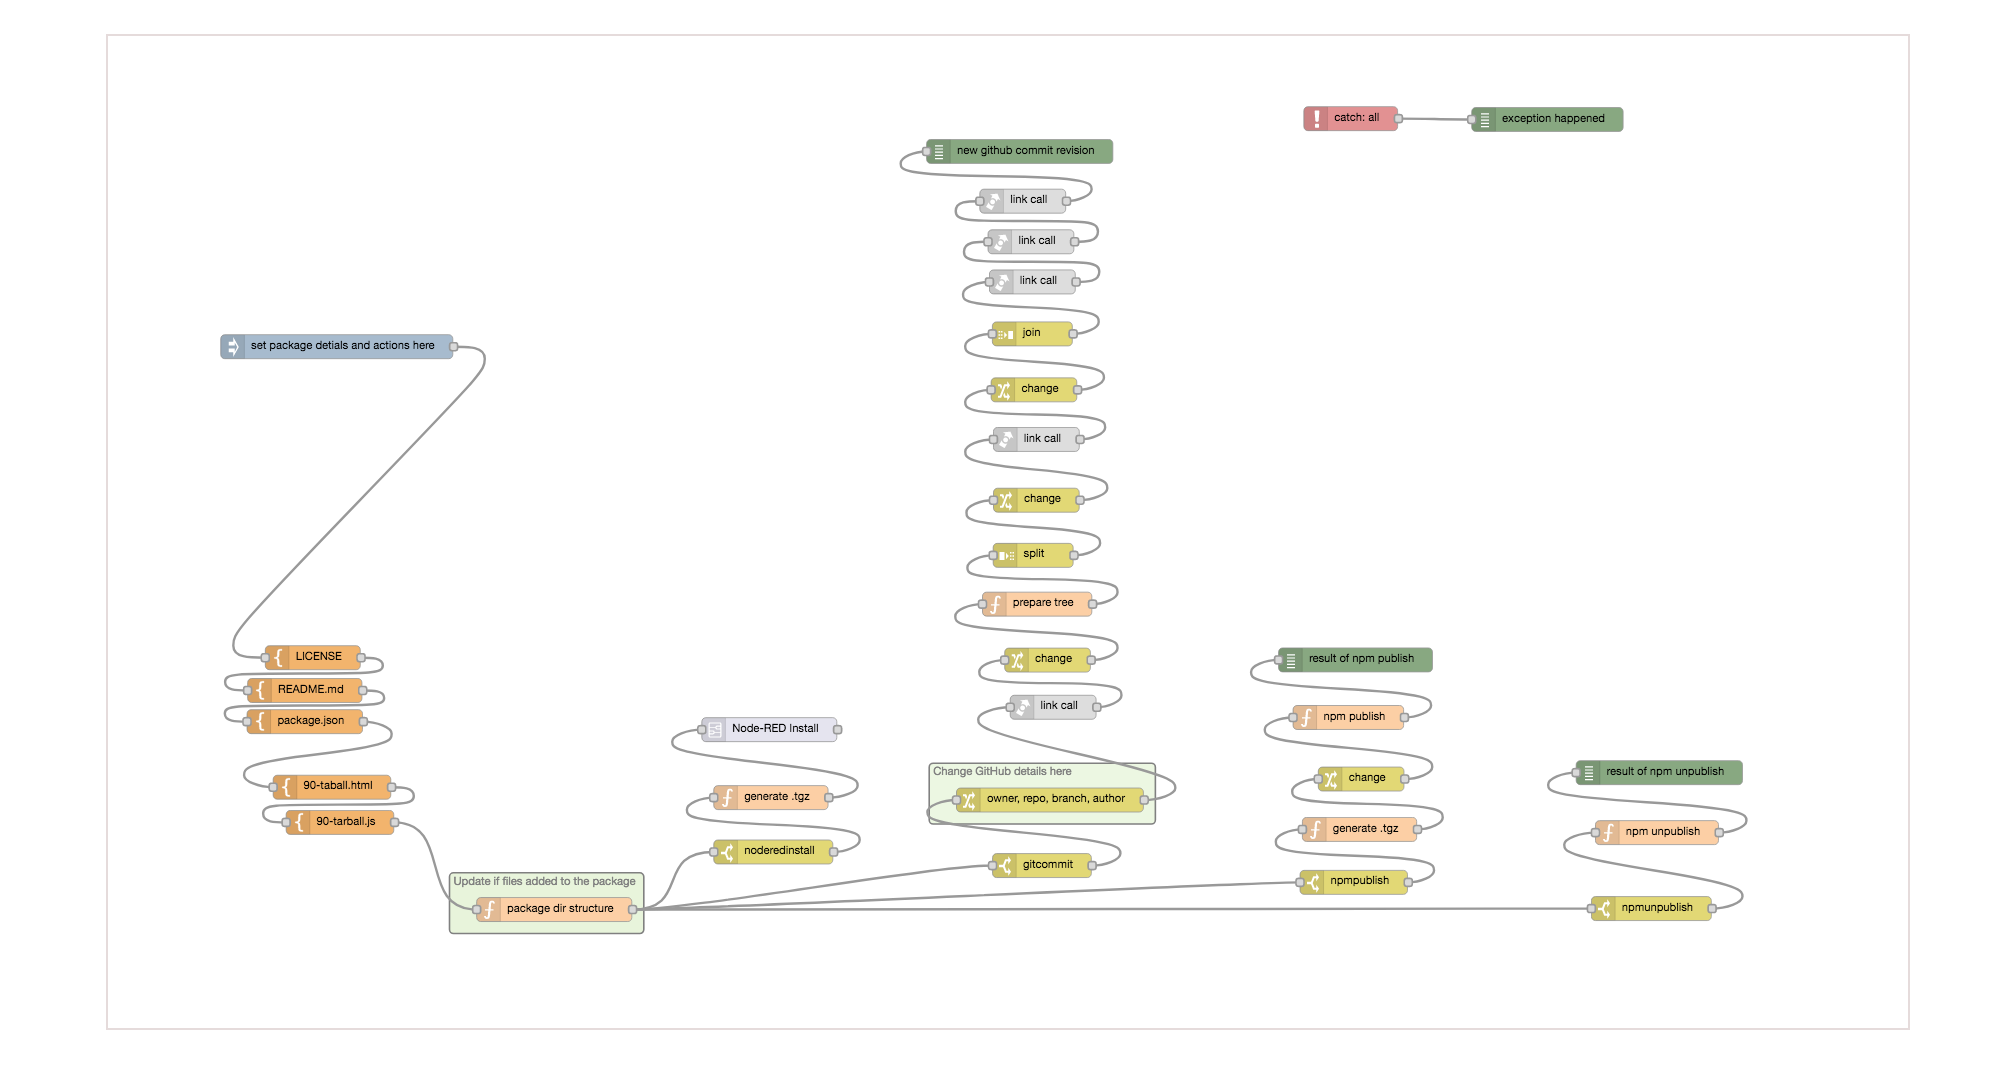 catch: all
exception happened
new github commit revision
link call
link call
link call
join
set package detials and actions here
change
link call
change
split
prepare tree
LICENSE
change
result of npm publish
README.md
link call
package.json
npm publish
Node-RED Install
Change GitHub details here
result of npm unpublish
change
90-taball.html
generate .tgz
owner, repo, branch, author
90-tarball.js
generate .tgz
npm unpublish
noderedinstall
gitcommit
Update if files added to the package
npmpublish
package dir structure
npmunpublish